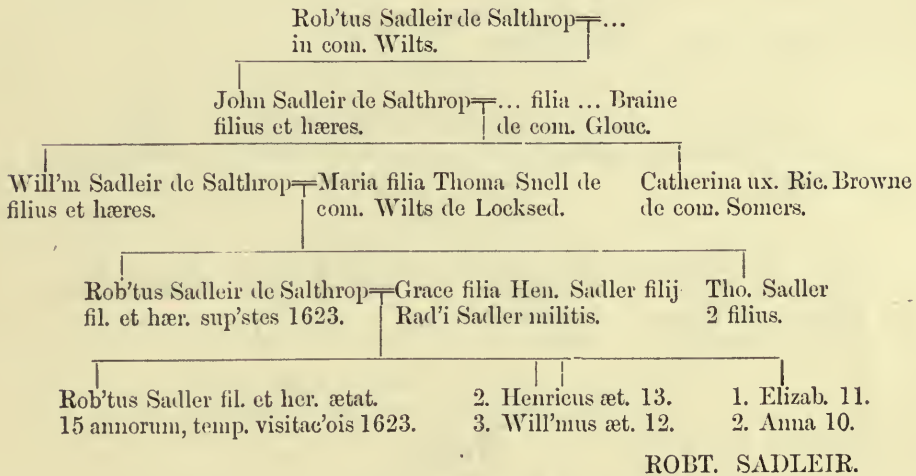 Rob'tus Sadleir de Salthrop=...
in com. Wilts.
John Sadleir de Salthrop=... filia ... Braine
filius et hæres. de com. Glouc.
Will'm Sadleir de Salthrop=Maria filia Thoma Snell de Catherina ux. Ric. Browne
filius et hæres. com. Wilts de Locksed. de com. Somers.
Rob'tus Sadleir de Salthrop=Grace filia Hen. Sadler filij Tho. Sadler
fil. et hær. sup'stes 1623. Rad'i Sadler militis. 2 filius.
Rob'tus Sadler fil. et her. ætat. 2. Henricus æt. 13. 1. Elizab. 11.
15 annorum, temp. visitac'ois 1623. 3. Will'mus æt. 12. 2. Anna 10.
ROBT. SADLEIR.